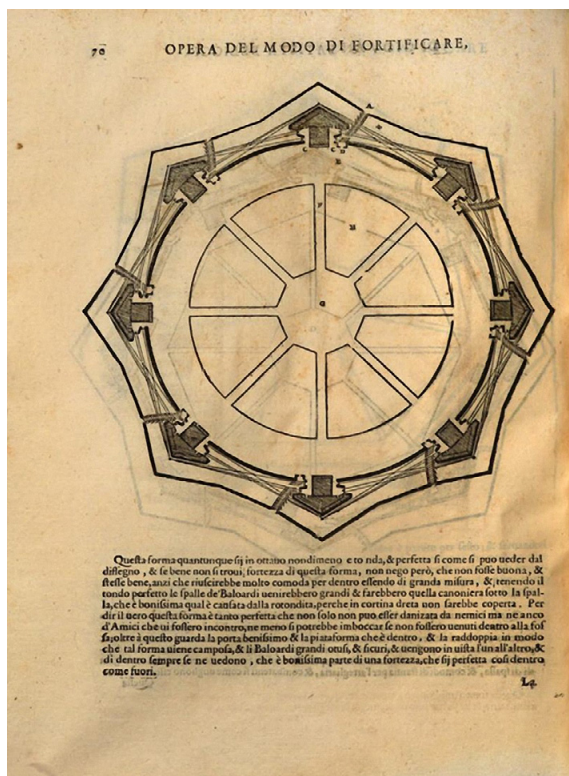 70
OPERA DEL MODO DI FORTIFICARE,
A
C
C
D
E
F
H
G
Questa forma quantunque sij in ottauo nondimeno e to nda, & perfetta si come si puo ueder dal
dissegno, & se bene non si troui, fortezza di questa forma, non nego però, che non fosse buona, &
stesse bene, anzi che riuscirebbe molto comoda per dentro essendo di granda misura, &, tenendo il
tondo perfetto le spalle de'Baloardi uenirebbero grandi & farebbero quella canoniera sotto la spal-
la, che è bonissima qual è causata dalla rotondita, perche in cortina dreta non sarebbe coperta. Per
dir il uero questa forma è tanto perfetta che non solo non puo esser danizata da nemici ma ne anco
d'Amici che ui fossero incontro, ne meno si potrebbe imboccar se non fossero uenuti dentro alla fos
sa, oltre à questo guarda la porta benissimo & la piataforma che è dentro, & la raddoppia in modo
che tal forma uiene camposa, & li Baloardi grandi otusi, & sicuri, & uengono in uista l'un all'altro, &
di dentro sempre se ne uedono, che è bonissima parte di una fortezza, che sij perfetta così dentro
come fuori.
La